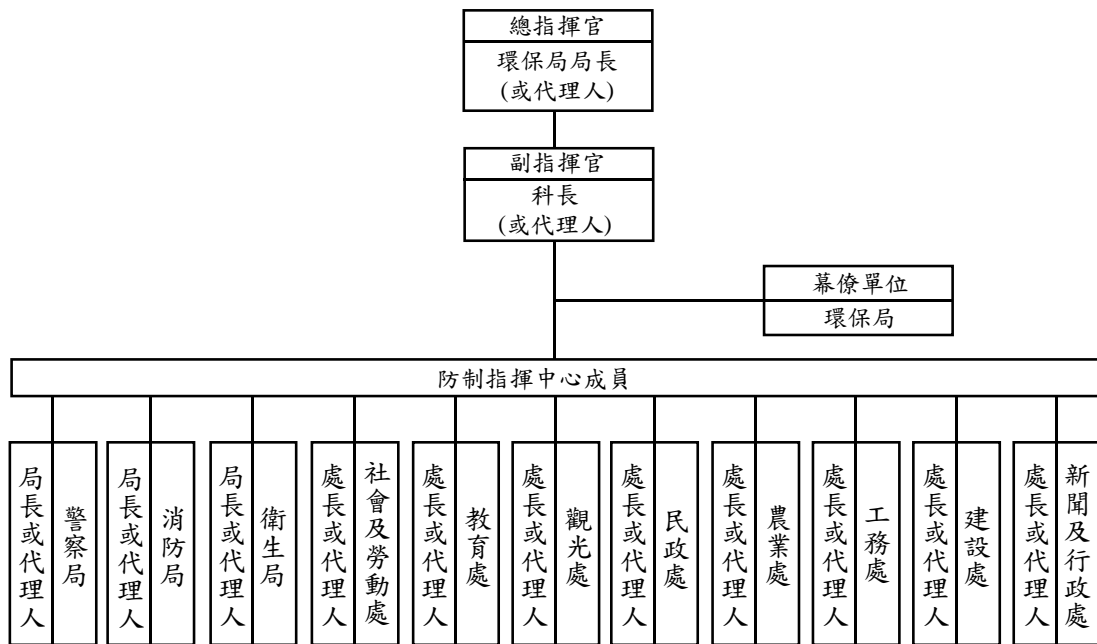 總指揮官
環保局局長
(或代理人)
副指揮官
科長
(或代理人)
幕僚單位
環保局
防制指揮中心成員
警察局
局長或代理人
消防局
局長或代理人
衛生局
局長或代理人
社會及勞動處
處長或代理人
教育處
處長或代理人
觀光處
處長或代理人
民政處
處長或代理人
農業處
處長或代理人
工務處
處長或代理人
建設處
處長或代理人
新聞及行政處
處長或代理人